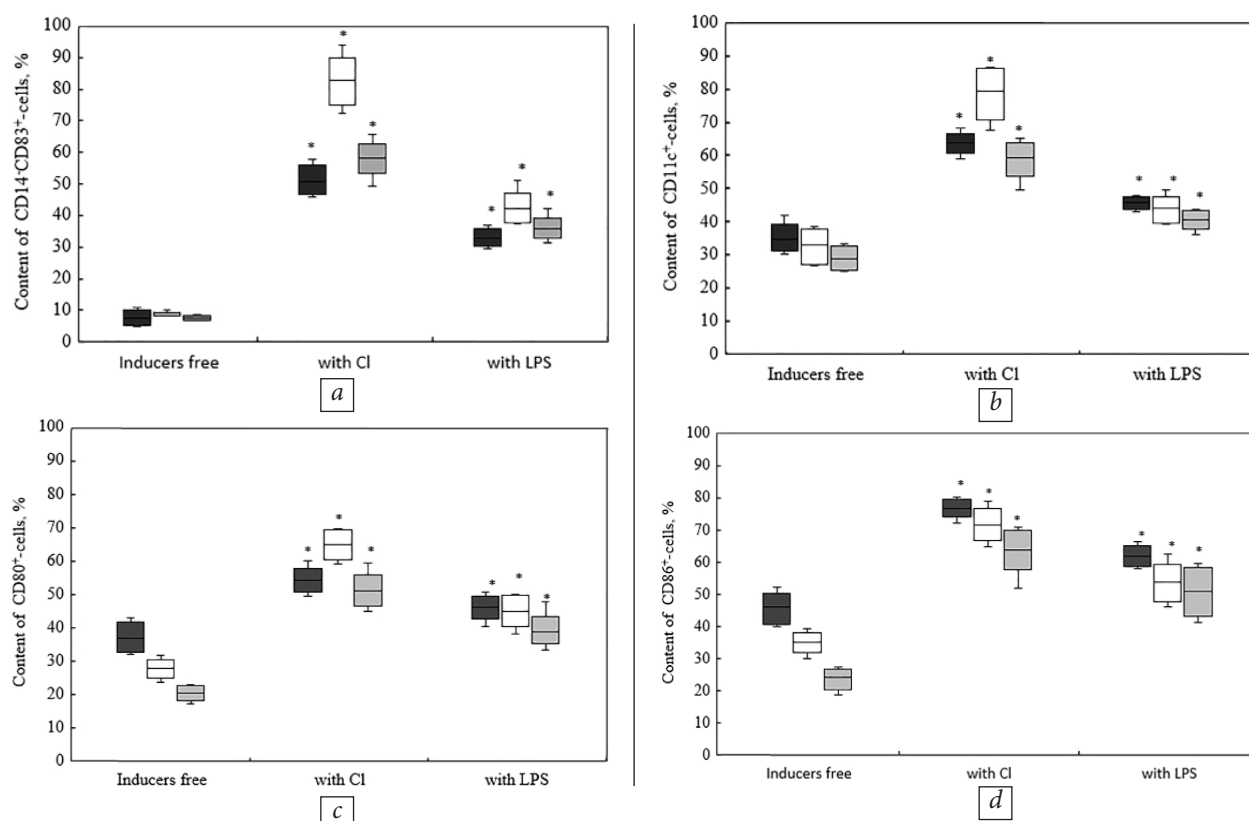 Content of CD14-CD83+-cells, %
100
90
80
70
60
50
40
30
20
10
0
* * *
* * *
Inducers free with Cl with LPS
a
Content of CD11c+-cells, %
100
90
80
70
60
50
40
30
20
10
0
* * *
* * *
Inducers free with Cl with LPS
b
Content of CD80+-cells, %
100
90
80
70
60
50
40
30
20
10
0
* * *
* * *
Inducers free with Cl with LPS
c
Content of CD86+-cells, %
100
90
80
70
60
50
40
30
20
10
0
* * *
* * *
Inducers free with Cl with LPS
d